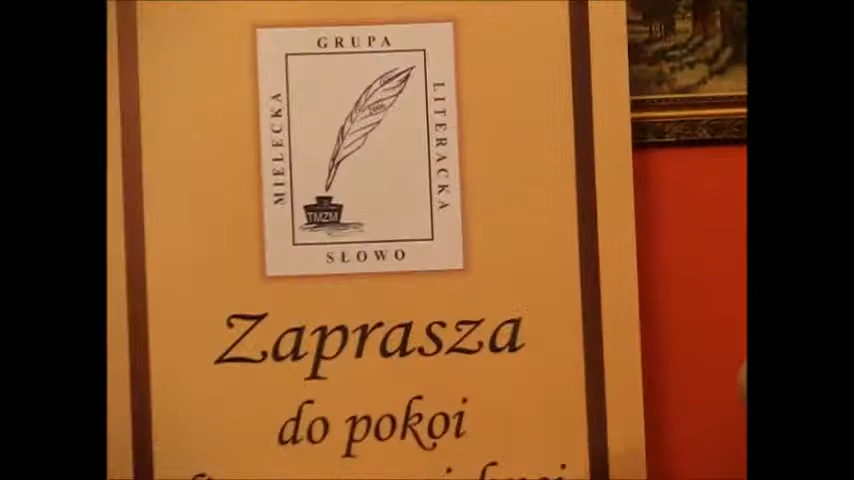 GRUPA
MIELECKA
LITERACKA
TMZM
SŁOWO
Zaprasza
do pokoi